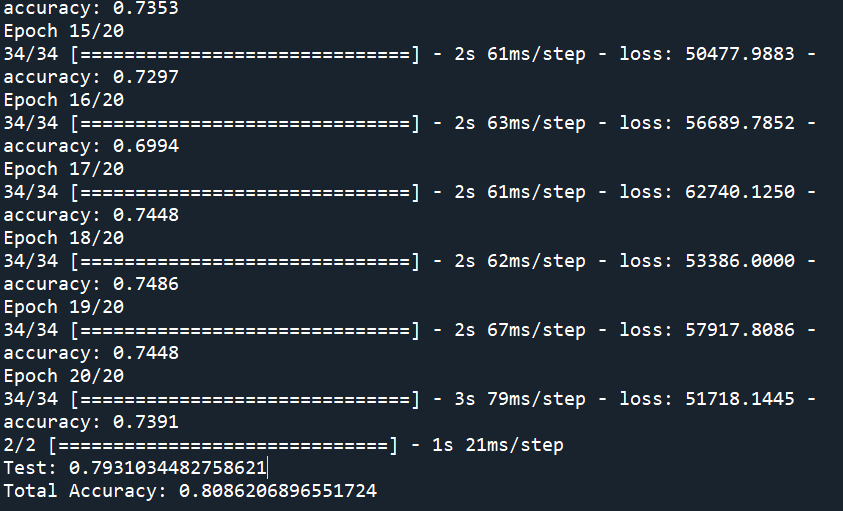 accuracy: 0.7353
Epoch 15/20
34/34 [==============================] - 2s 61ms/step - loss: 50477.9883 -
accuracy: 0.7297
Epoch 16/20
34/34 [==============================] - 2s 63ms/step - loss: 56689.7852 -
accuracy: 0.6994
Epoch 17/20
34/34 [==============================] - 2s 61ms/step - loss: 62740.1250 -
accuracy: 0.7448
Epoch 18/20
34/34 [==============================] - 2s 62ms/step - loss: 53386.0000 -
accuracy: 0.7486
Epoch 19/20
34/34 [==============================] - 2s 67ms/step - loss: 57917.8086 -
accuracy: 0.7448
Epoch 20/20
34/34 [==============================] - 3s 79ms/step - loss: 51718.1445 -
accuracy: 0.7391
2/2 [==============================] - 1s 21ms/step
Test: 0.7931034482758621
Total Accuracy: 0.8086206896551724